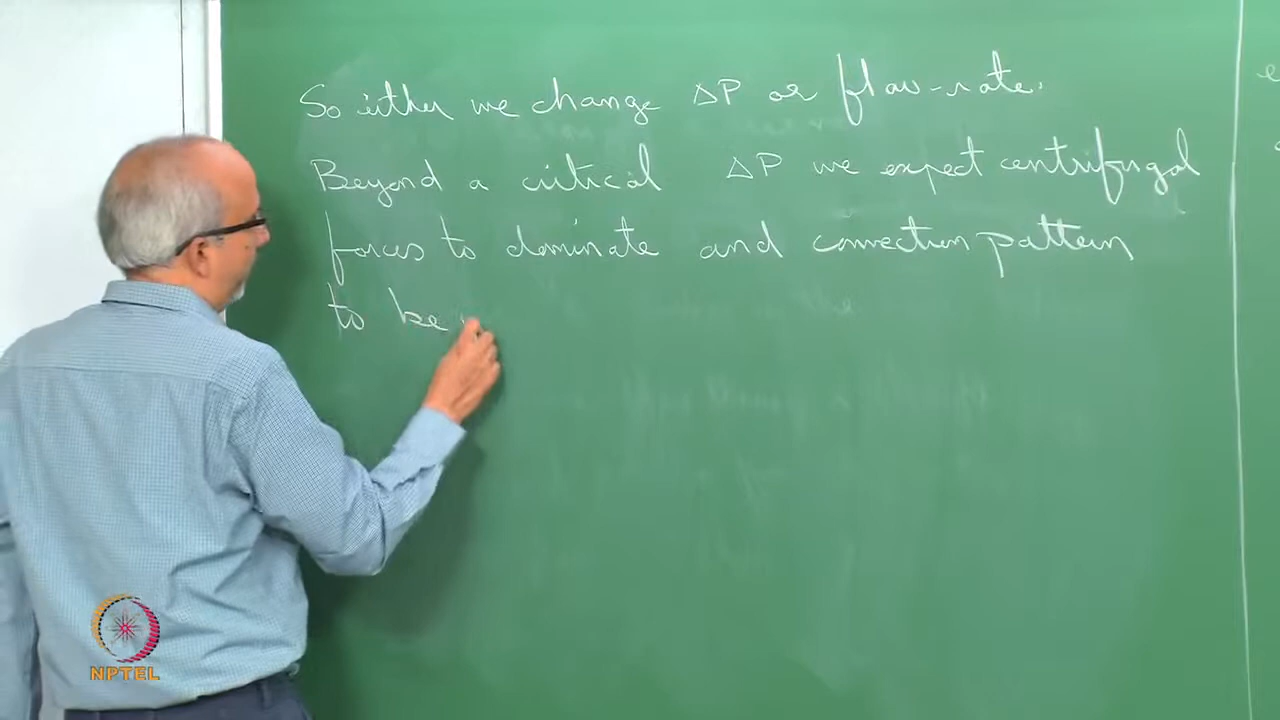 So either we change ΔP or flow-rate.
Beyond a critical ΔP we expect centrifugal
forces to dominate and convection pattern
to be
NPTEL